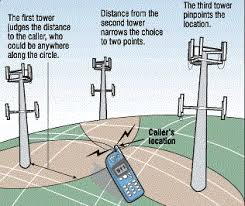 The first tower
judges the distance
to the caller, who
could be anywhere
along the circle.
Distance from the
second tower
narrows the choice
to two points.
The third tower
pinpoints the
location.
Caller's
location